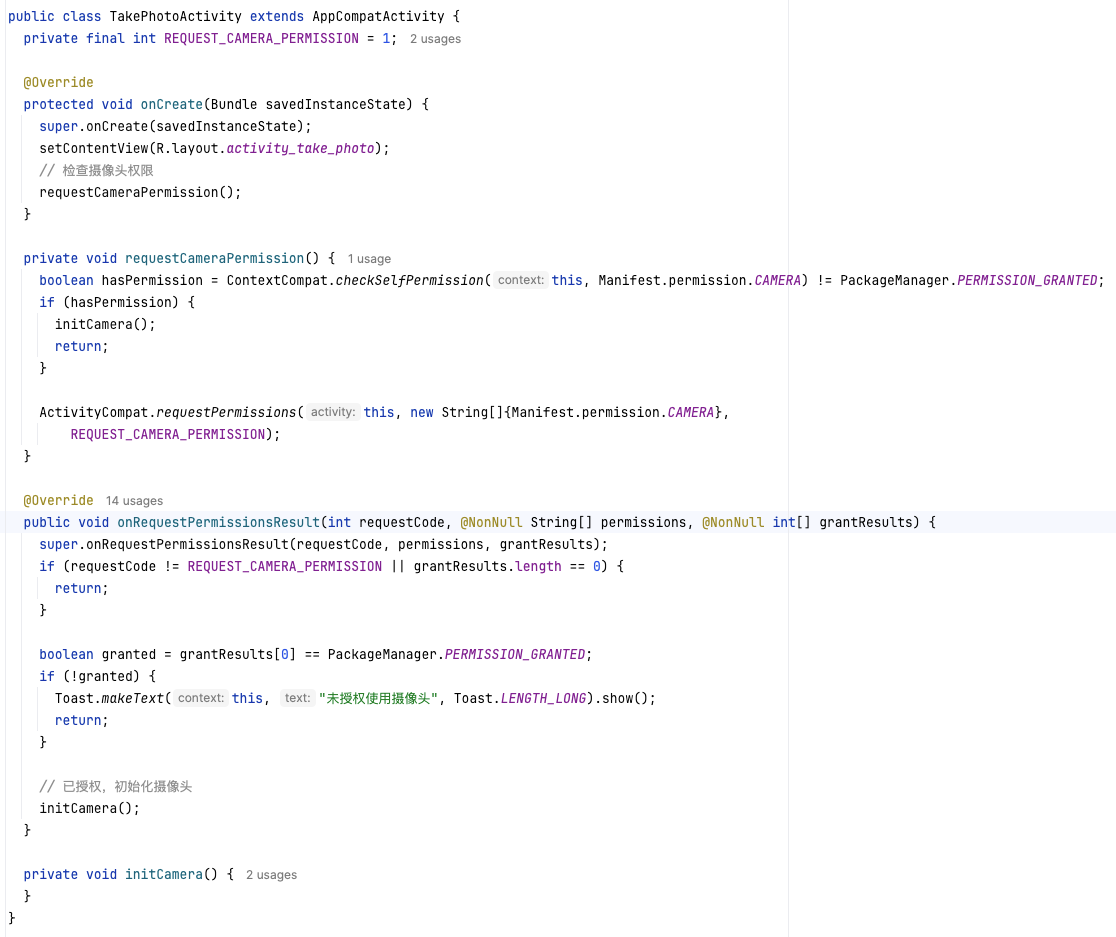 public class TakePhotoActivity extends AppCompatActivity {
  private final int REQUEST_CAMERA_PERMISSION = 1;  2 usages

  @Override
  protected void onCreate(Bundle savedInstanceState) {
    super.onCreate(savedInstanceState);
    setContentView(R.layout.activity_take_photo);
    // 检查摄像头权限
    requestCameraPermission();
  }

  private void requestCameraPermission() {  1 usage
    boolean hasPermission = ContextCompat.checkSelfPermission( context: this, Manifest.permission.CAMERA) != PackageManager.PERMISSION_GRANTED;
    if (hasPermission) {
      initCamera();
      return;
    }

    ActivityCompat.requestPermissions( activity: this, new String[]{Manifest.permission.CAMERA},
        REQUEST_CAMERA_PERMISSION);
  }

  @Override  14 usages
  public void onRequestPermissionsResult(int requestCode, @NonNull String[] permissions, @NonNull int[] grantResults) {
    super.onRequestPermissionsResult(requestCode, permissions, grantResults);
    if (requestCode != REQUEST_CAMERA_PERMISSION || grantResults.length == 0) {
      return;
    }

    boolean granted = grantResults[0] == PackageManager.PERMISSION_GRANTED;
    if (!granted) {
      Toast.makeText( context: this, text: "未授权使用摄像头", Toast.LENGTH_LONG).show();
      return;
    }

    // 已授权，初始化摄像头
    initCamera();
  }

  private void initCamera() {  2 usages
  }
}